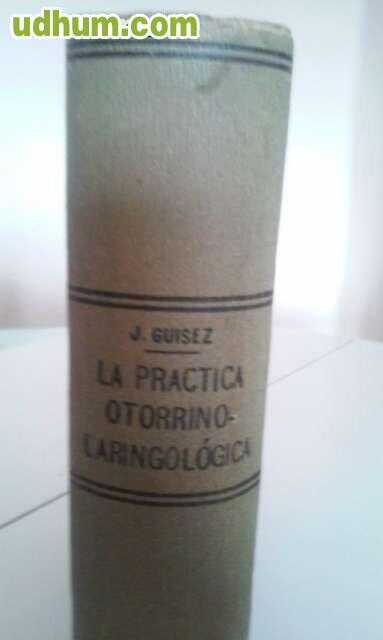 udhum.com
J. GUISEZ
LA PRACTICA
OTORRINO-
LARINGOLÓGICA